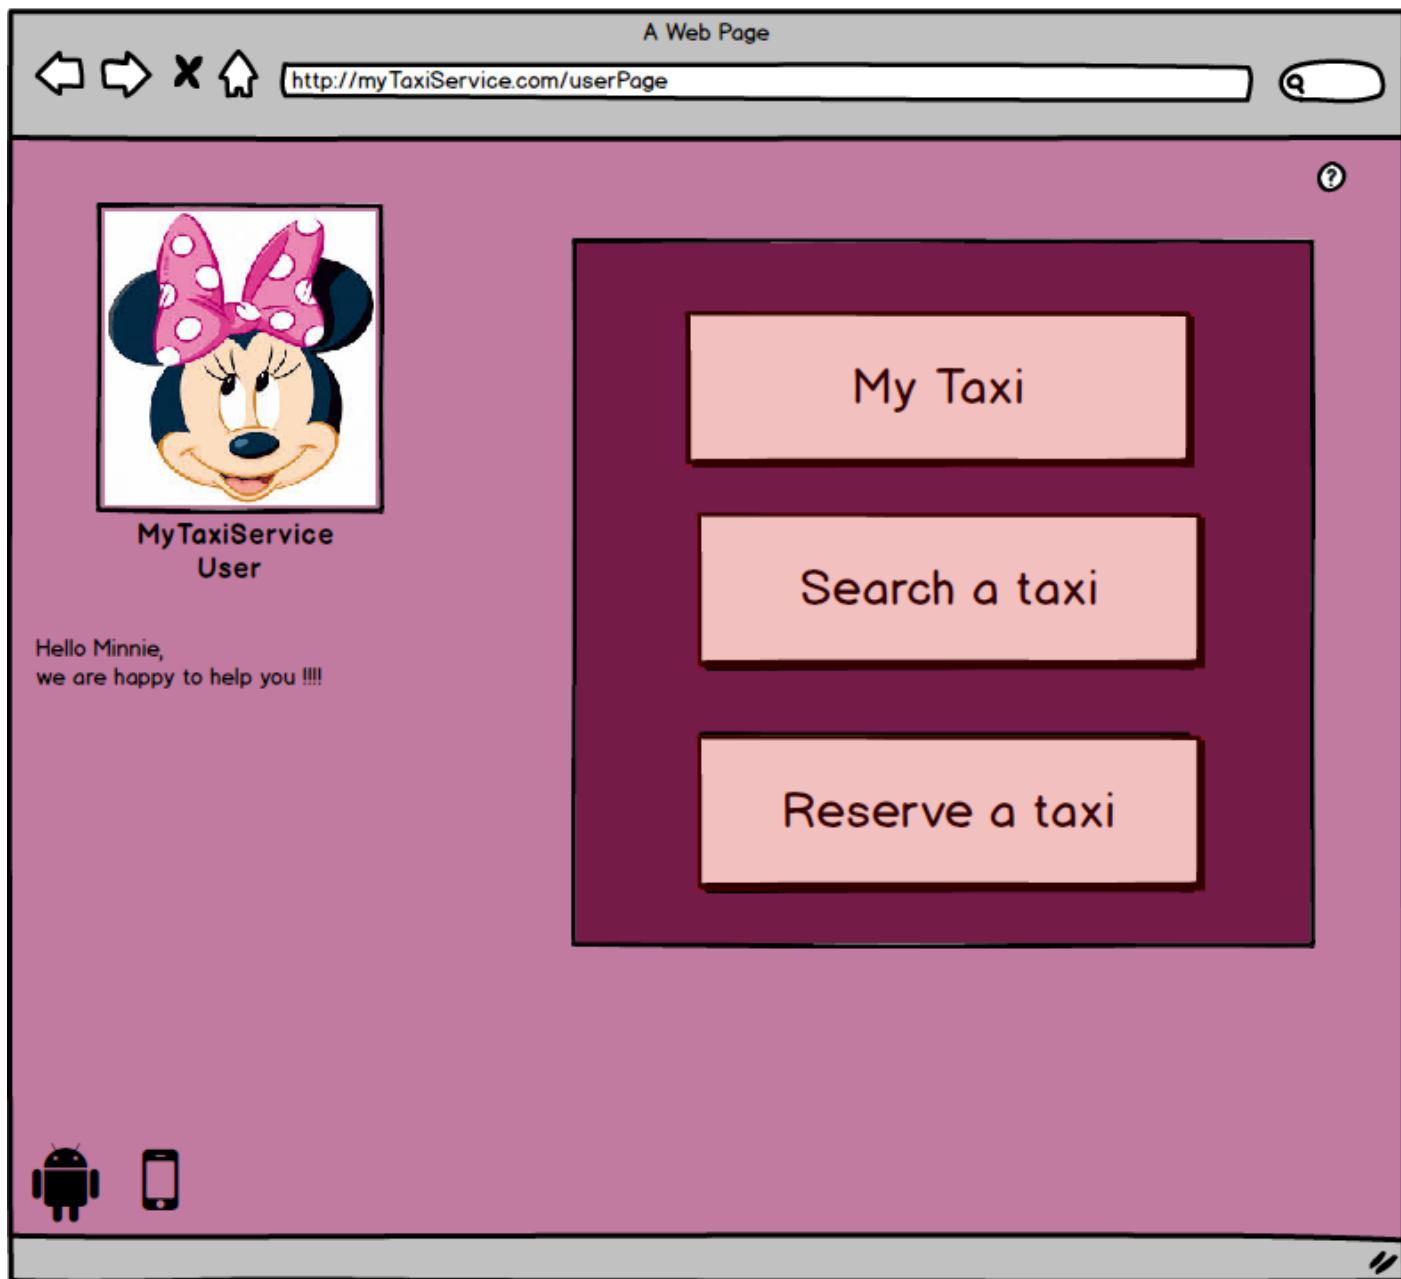 A Web Page
http://myTaxiService.com/userPage
?
MyTaxiService
User
Hello Minnie,
we are happy to help you !!!!
My Taxi
Search a taxi
Reserve a taxi